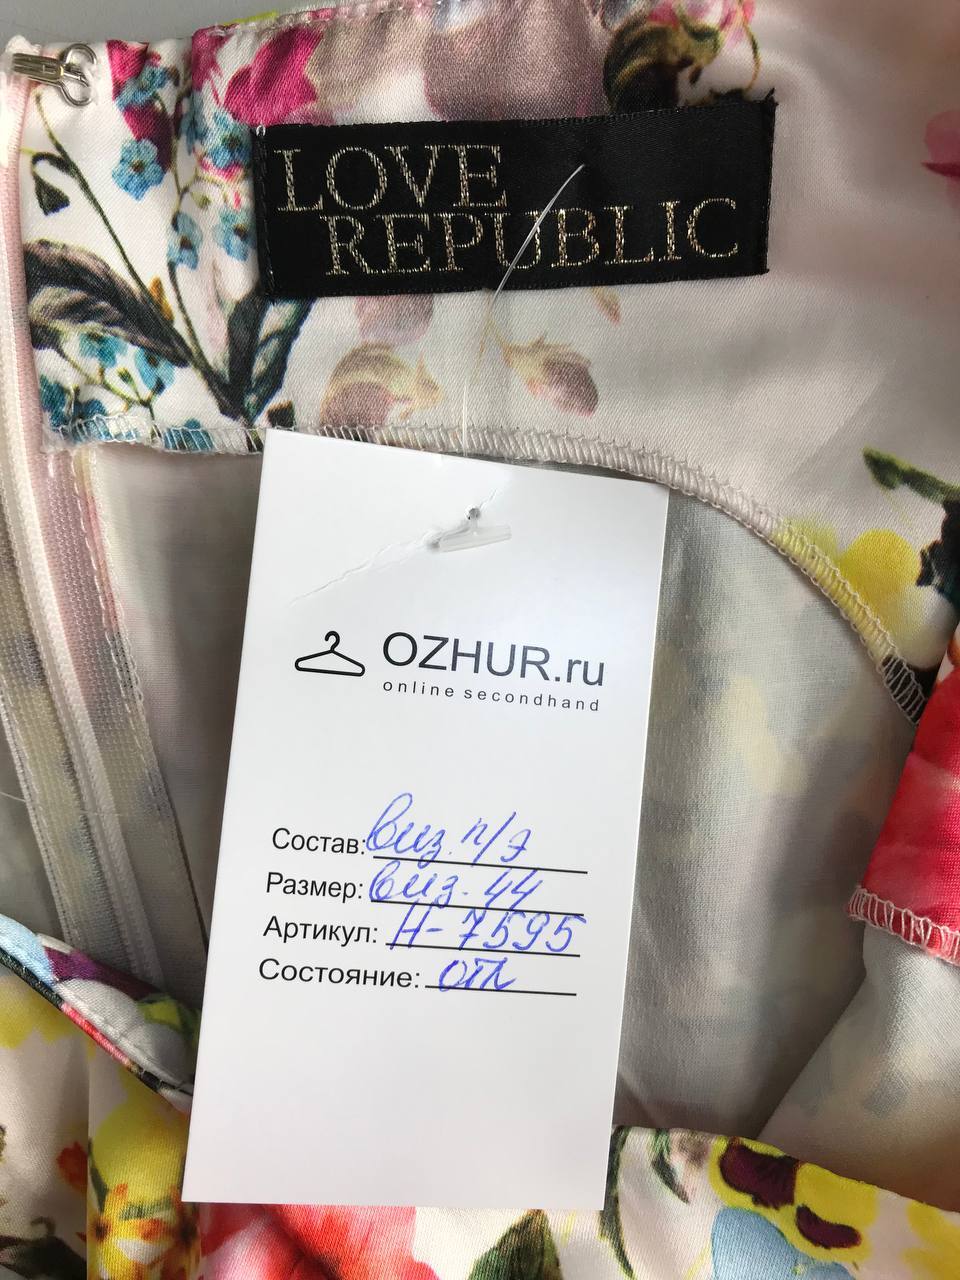 LOVE
REPUBLIC
OZHUR.ru
online secondhand
Состав: виз. п/э
Размер: виз. 44
Артикул: Н-7595
Состояние: отл